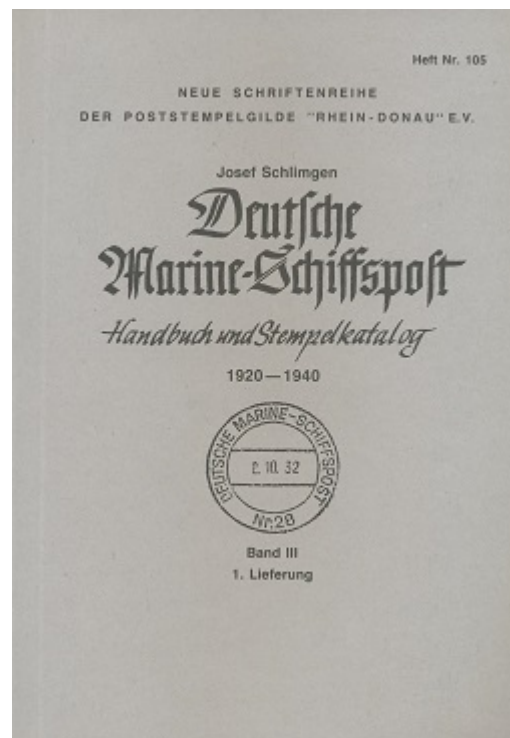 Heft Nr. 105
NEUE SCHRIFTENREIHE
DER POSTSTEMPELGILDE "RHEIN-DONAU" E.V.
Josef Schlimgen
Deutsche
Marine-Schiffspost
Handbuch und Stempelkatalog
1920—1940
DEUTSCHE MARINE-SCHIFFSPOST
2.10.32
Nr. 28
Band III
1. Lieferung